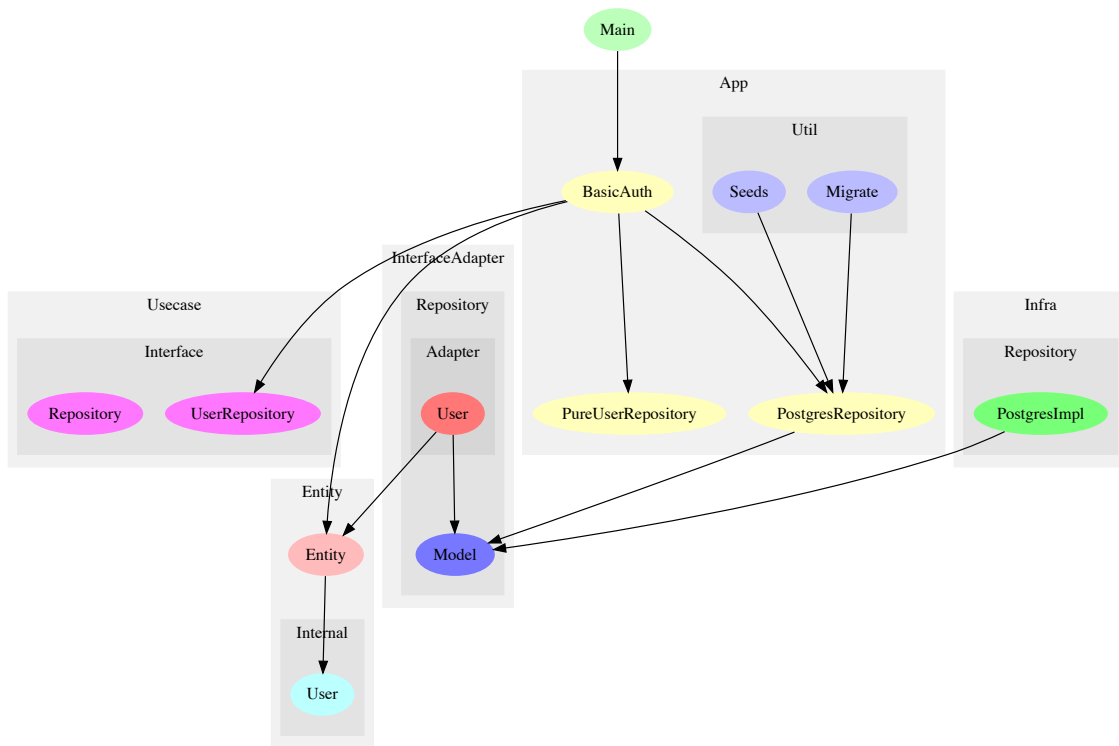 Main
App
Util
BasicAuth
Seeds
Migrate
InterfaceAdapter
Usecase
Repository
Infra
Interface
Adapter
Repository
Repository
UserRepository
User
PureUserRepository
PostgresRepository
PostgresImpl
Entity
Entity
Model
Internal
User